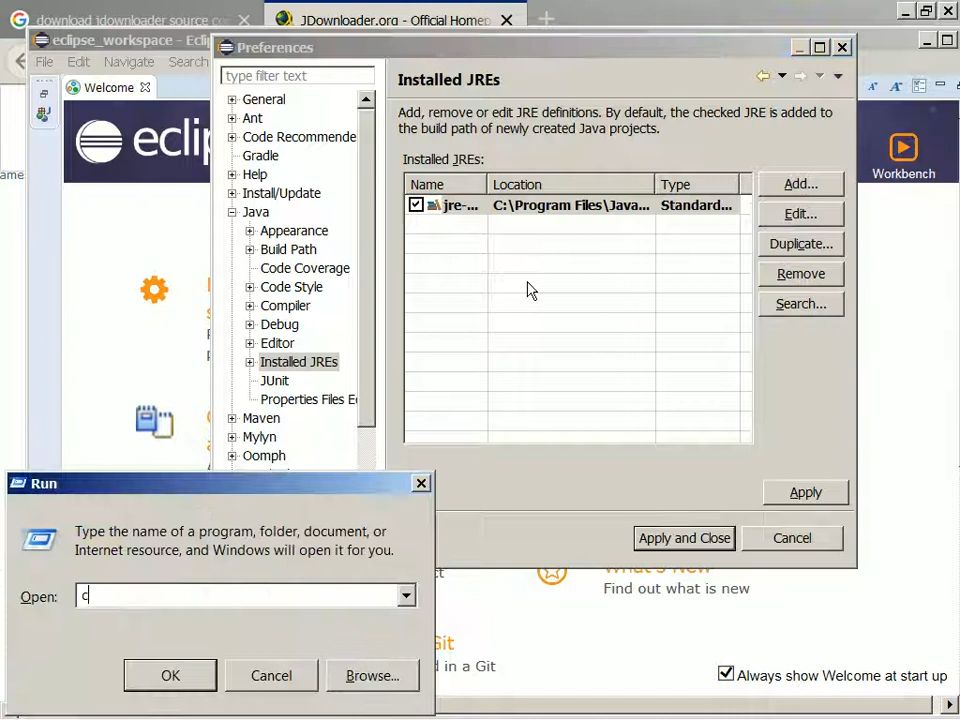 download jdownloader source co
JDownloader.org - Official Homep
eclipse_workspace - Ecli
File Edit Navigate Search
Welcome
eclip
Workbench
Preferences
type filter text
General
Ant
Code Recommende
Gradle
Help
Install/Update
Java
Appearance
Build Path
Code Coverage
Code Style
Compiler
Debug
Editor
Installed JREs
JUnit
Properties Files E
Maven
Mylyn
Oomph
Installed JREs
Add, remove or edit JRE definitions. By default, the checked JRE is added to
the build path of newly created Java projects.
Installed JREs:
Name Location Type
jre-... C:\Program Files\Java... Standard...
Add...
Edit...
Duplicate...
Remove
Search...
Apply
Apply and Close Cancel
Run
Type the name of a program, folder, document, or
Internet resource, and Windows will open it for you.
Open: c
OK Cancel Browse...
Find out what is new
Git
d in a Git
Always show Welcome at start up